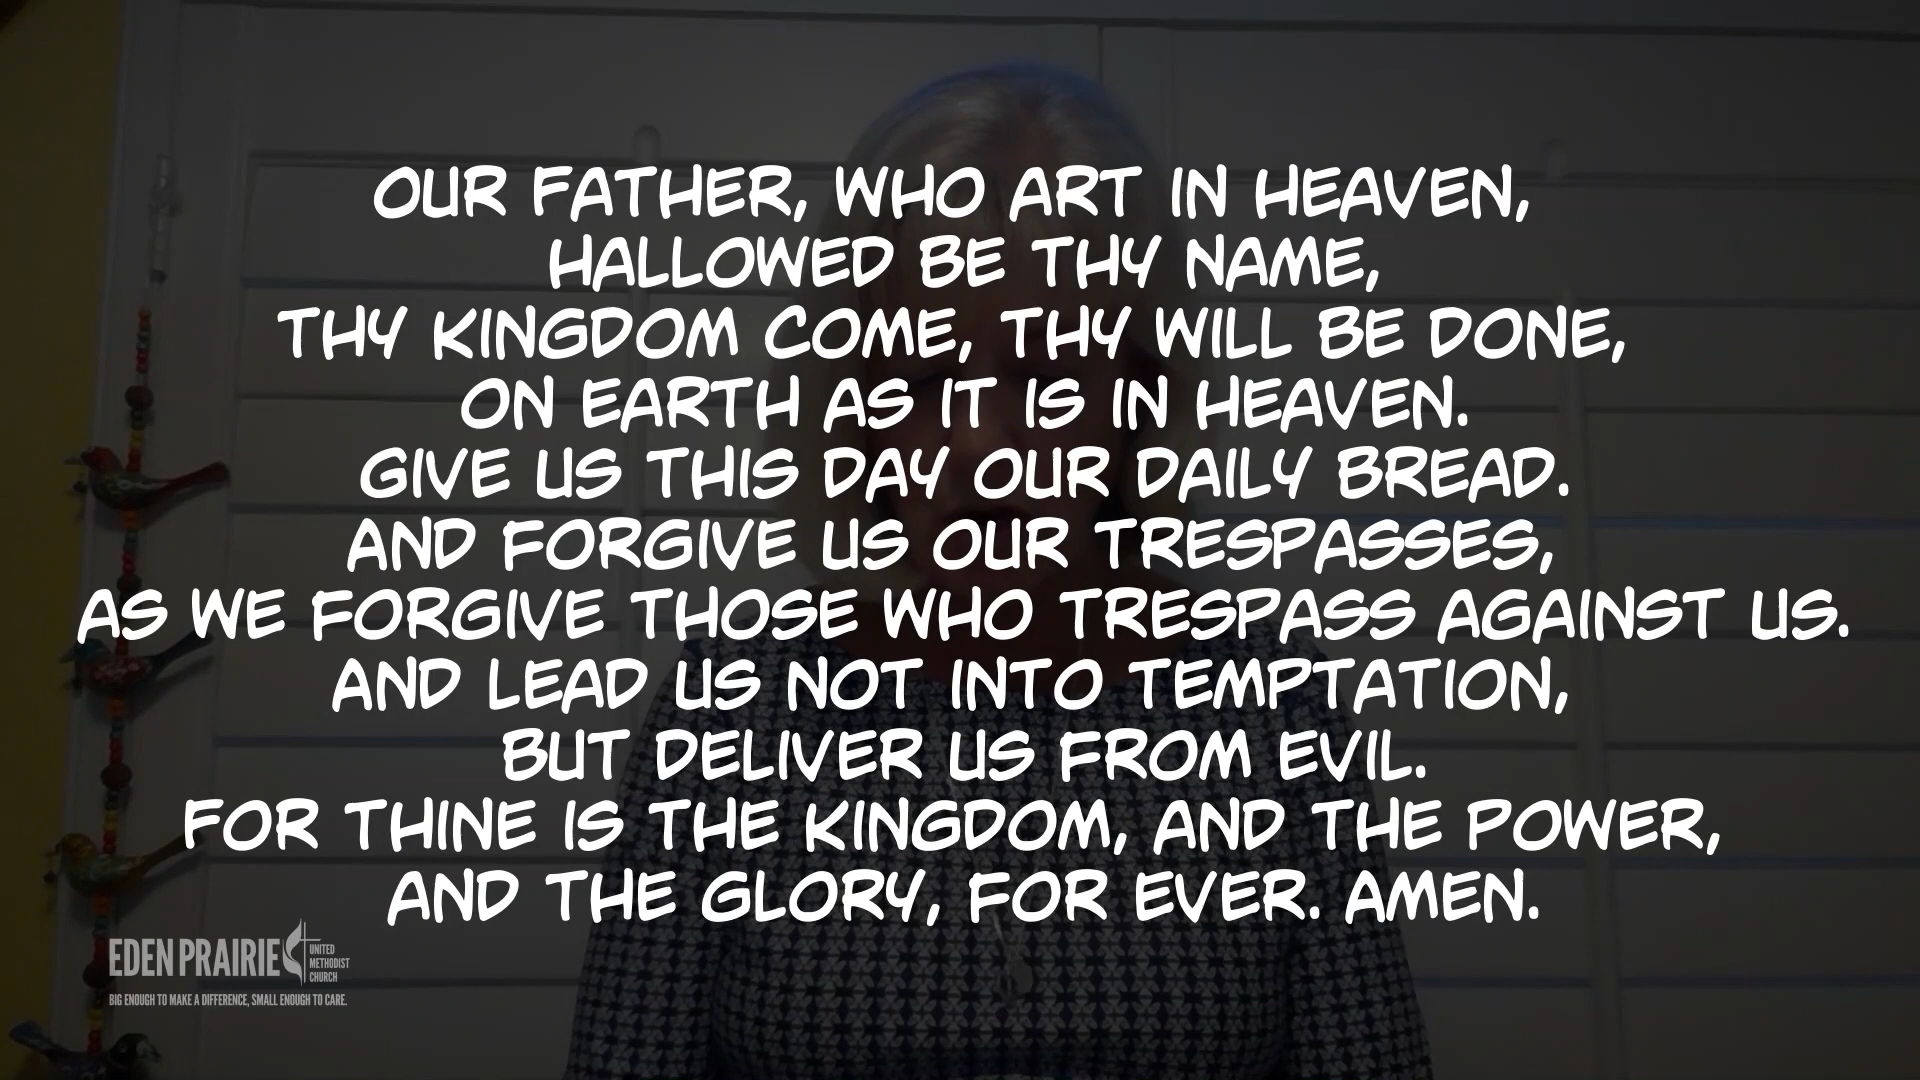 OUR FATHER, WHO ART IN HEAVEN,
HALLOWED BE THY NAME,
THY KINGDOM COME, THY WILL BE DONE,
ON EARTH AS IT IS IN HEAVEN.
GIVE US THIS DAY OUR DAILY BREAD.
AND FORGIVE US OUR TRESPASSES,
AS WE FORGIVE THOSE WHO TRESPASS AGAINST US.
AND LEAD US NOT INTO TEMPTATION,
BUT DELIVER US FROM EVIL.
FOR THINE IS THE KINGDOM, AND THE POWER,
AND THE GLORY, FOR EVER. AMEN.
EDEN PRAIRIE
UNITED
METHODIST
CHURCH
BIG ENOUGH TO MAKE A DIFFERENCE, SMALL ENOUGH TO CARE.